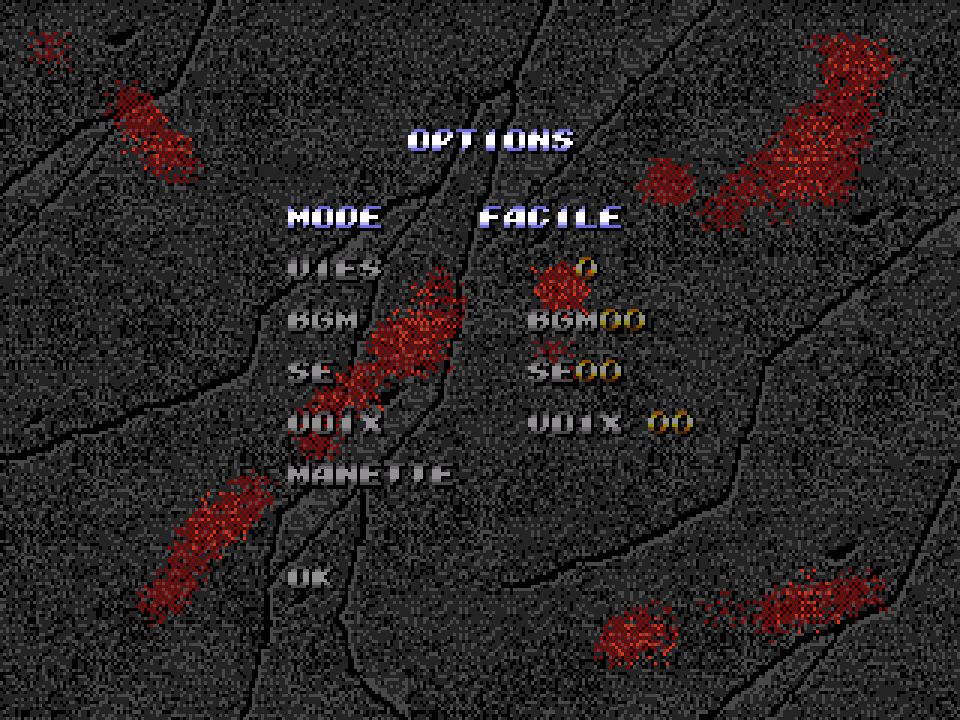 OPTIONS
MODE FACILE
VIES 0
BGM BGM00
SE SE00
VOIX VOIX 00
MANETTE
OK